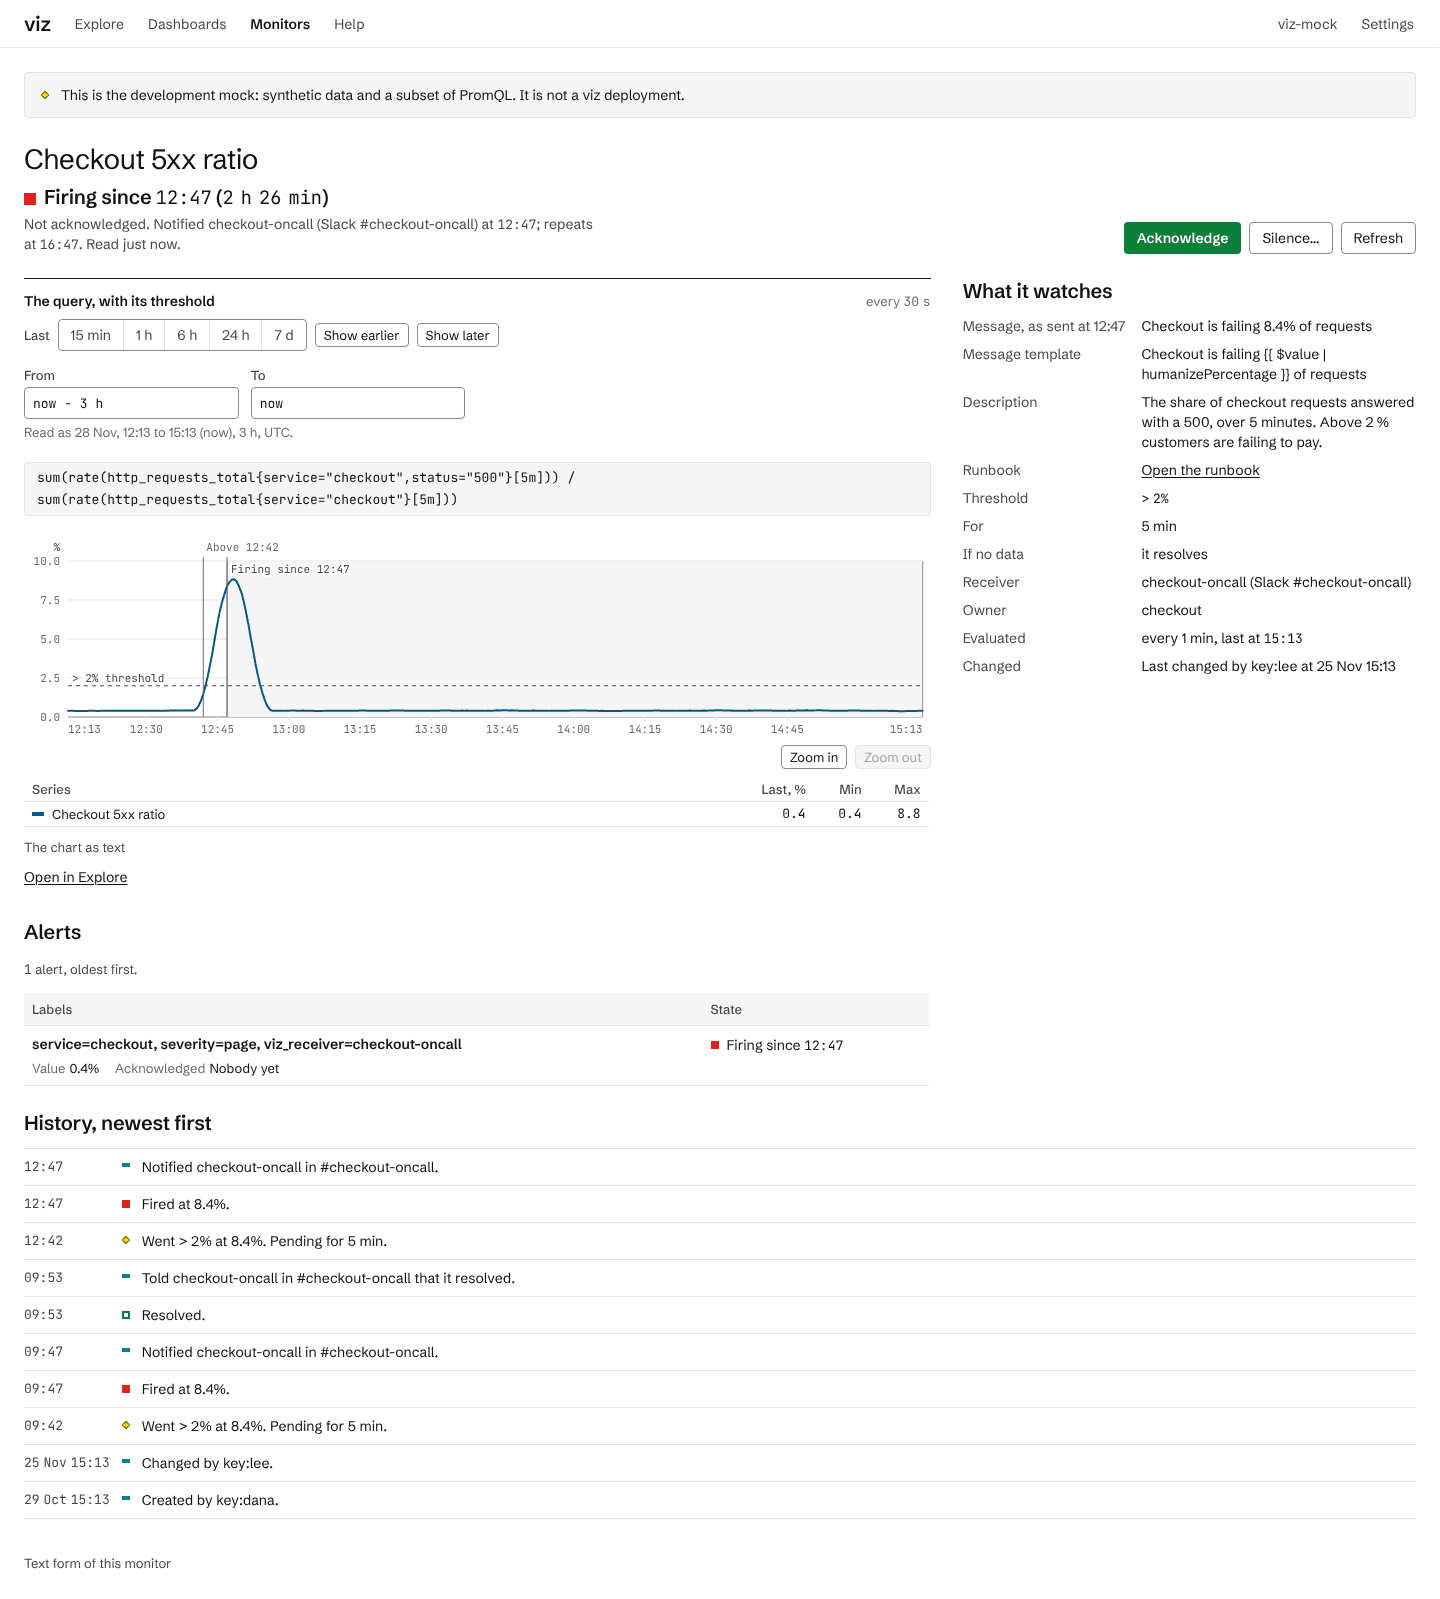 viz Explore Dashboards Monitors Help viz-mock Settings
This is the development mock: synthetic data and a subset of PromQL. It is not a viz deployment.
Checkout 5xx ratio
Firing since 12:47 (2 h 26 min)
Not acknowledged. Notified checkout-oncall (Slack #checkout-oncall) at 12:47; repeats
at 16:47. Read just now.
Acknowledge Silence... Refresh
The query, with its threshold every 30 s
Last 15 min 1 h 6 h 24 h 7 d Show earlier Show later
From To
now - 3 h now
Read as 28 Nov, 12:13 to 15:13 (now), 3 h, UTC.
sum(rate(http_requests_total{service="checkout",status="500"}[5m])) /
sum(rate(http_requests_total{service="checkout"}[5m]))
% Above 12:42
10.0 Firing since 12:47
7.5
5.0
2.5 > 2% threshold
0.0
12:13 12:30 12:45 13:00 13:15 13:30 13:45 14:00 14:15 14:30 14:45 15:13
Zoom in Zoom out
Series Last, % Min Max
Checkout 5xx ratio 0.4 0.4 8.8
The chart as text
Open in Explore
What it watches
Message, as sent at 12:47 Checkout is failing 8.4% of requests
Message template Checkout is failing {{ $value |
humanizePercentage }} of requests
Description The share of checkout requests answered
with a 500, over 5 minutes. Above 2 %
customers are failing to pay.
Runbook Open the runbook
Threshold > 2%
For 5 min
If no data it resolves
Receiver checkout-oncall (Slack #checkout-oncall)
Owner checkout
Evaluated every 1 min, last at 15:13
Changed Last changed by key:lee at 25 Nov 15:13
Alerts
1 alert, oldest first.
Labels State
service=checkout, severity=page, viz_receiver=checkout-oncall Firing since 12:47
Value 0.4% Acknowledged Nobody yet
History, newest first
12:47 Notified checkout-oncall in #checkout-oncall.
12:47 Fired at 8.4%.
12:42 Went > 2% at 8.4%. Pending for 5 min.
09:53 Told checkout-oncall in #checkout-oncall that it resolved.
09:53 Resolved.
09:47 Notified checkout-oncall in #checkout-oncall.
09:47 Fired at 8.4%.
09:42 Went > 2% at 8.4%. Pending for 5 min.
25 Nov 15:13 Changed by key:lee.
29 Oct 15:13 Created by key:dana.
Text form of this monitor